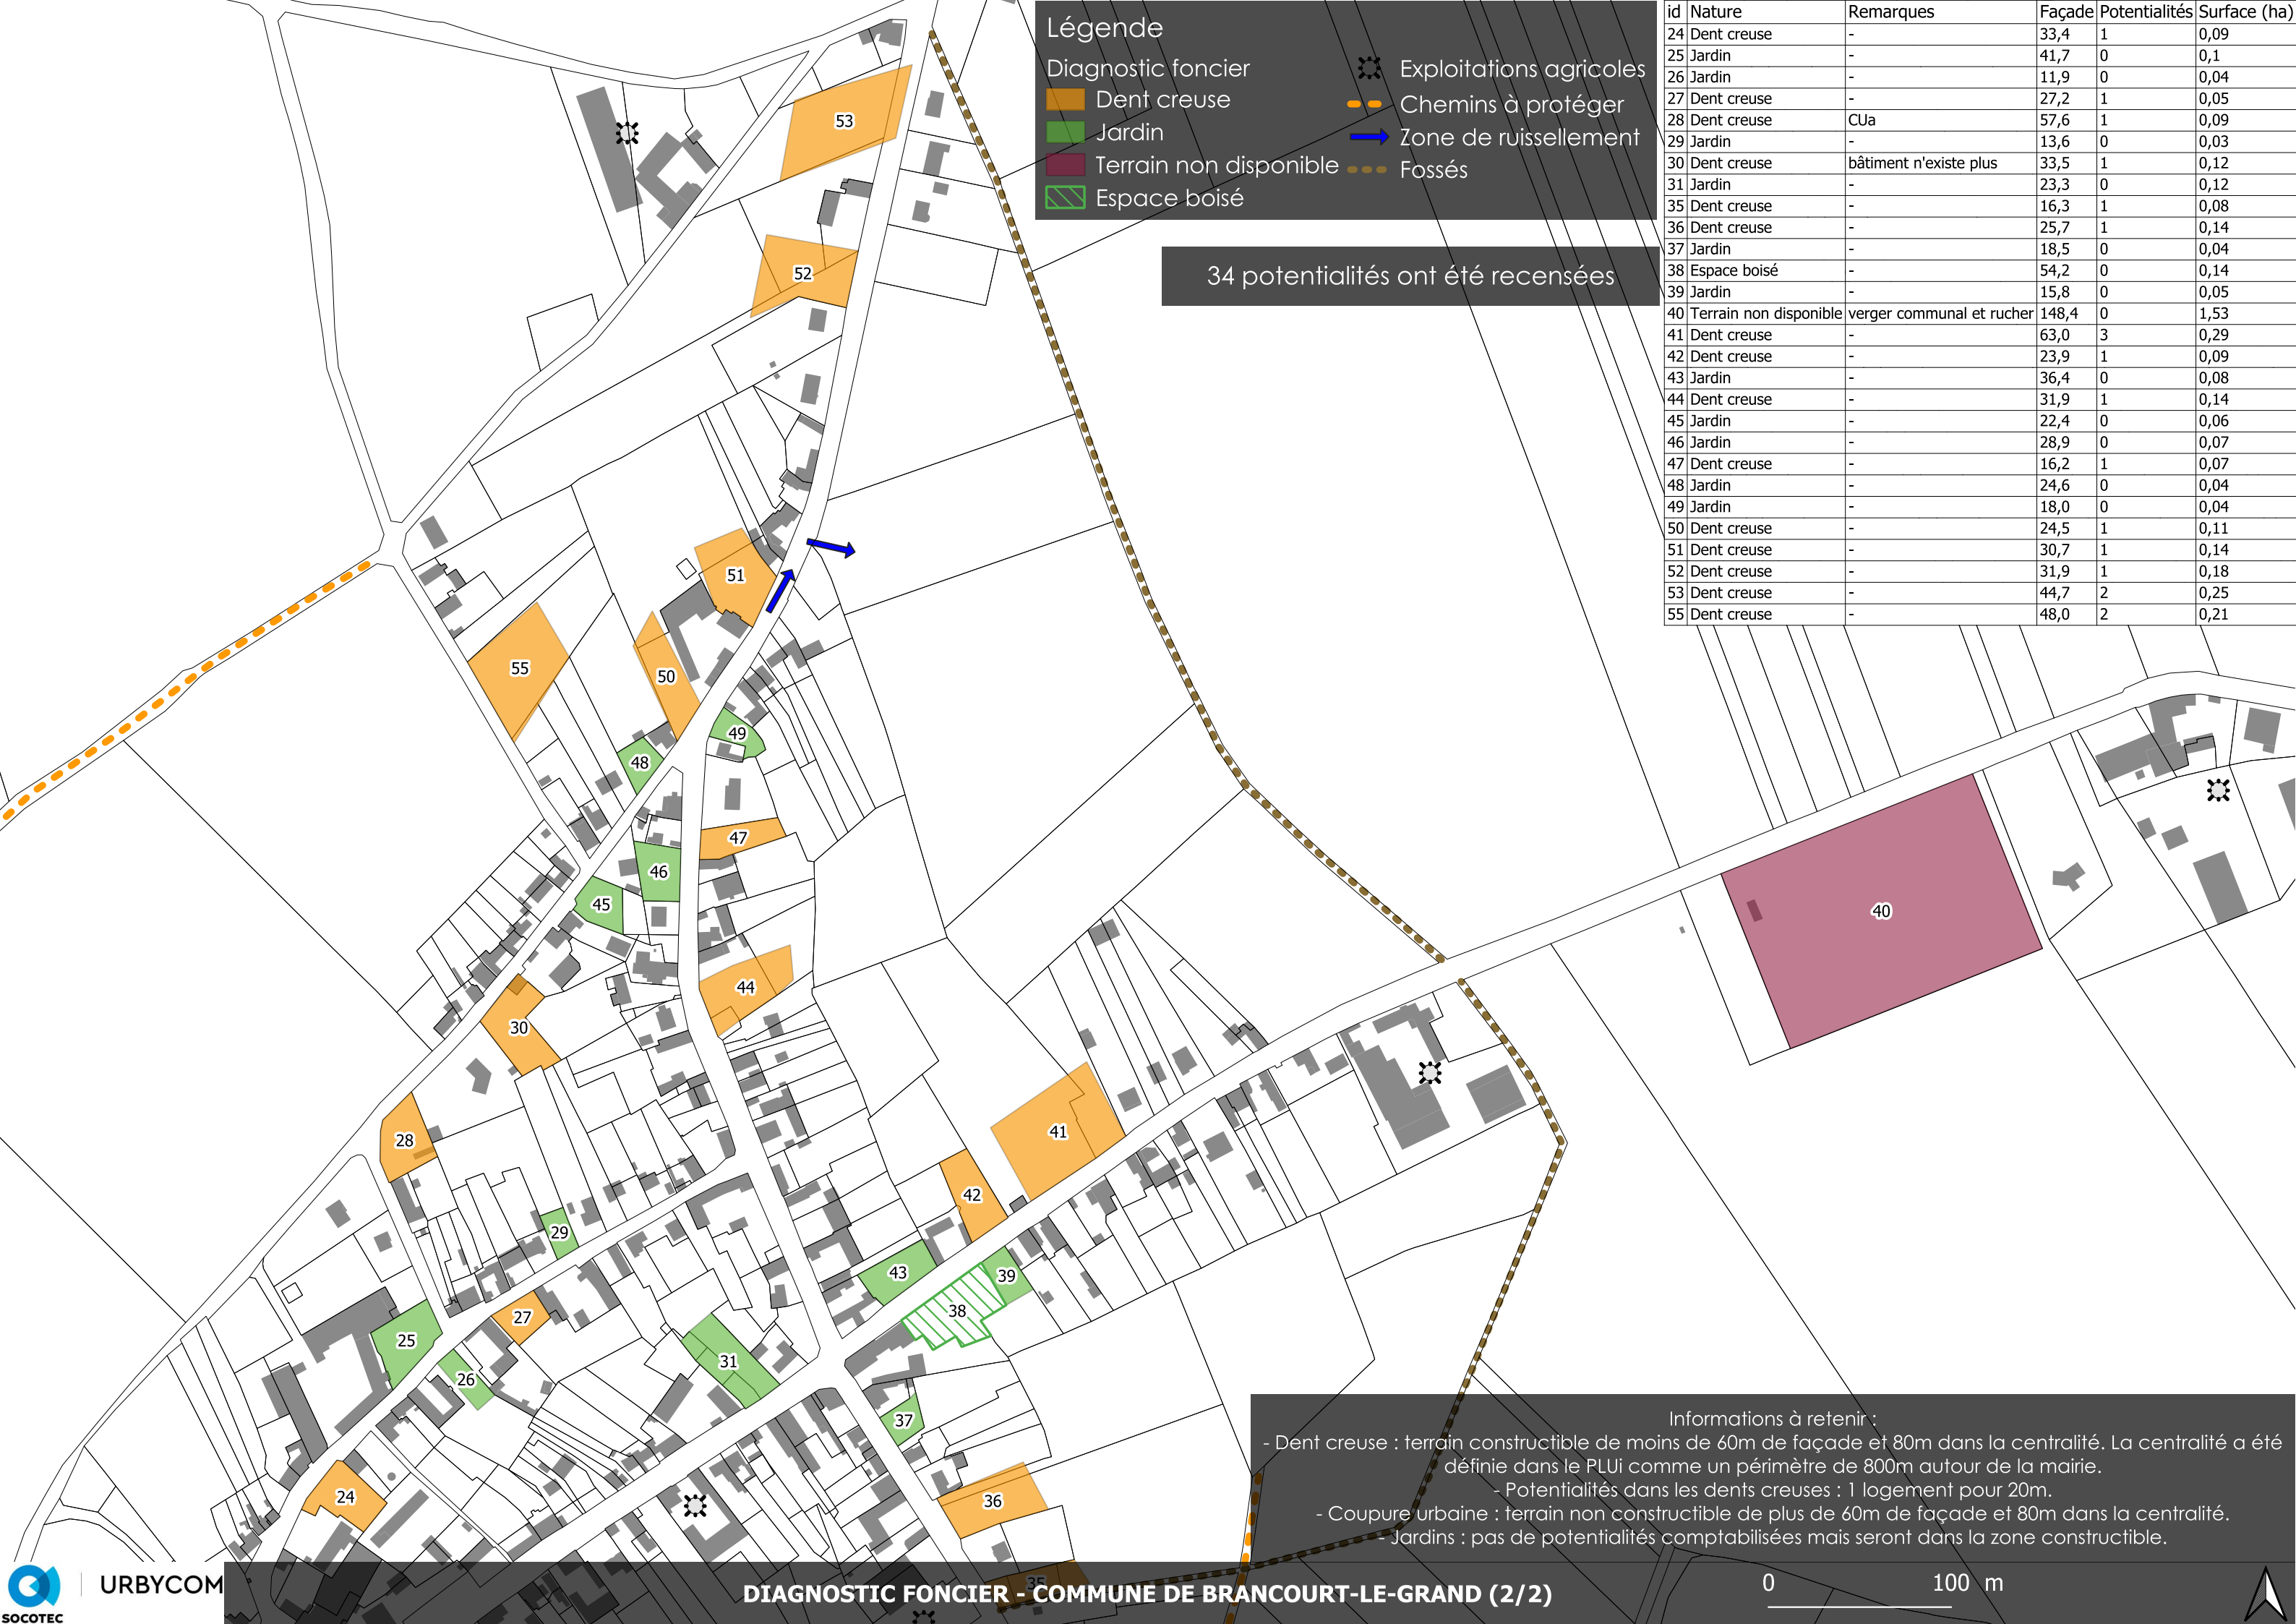 Légende
Diagnostic foncier
Dent creuse
Jardin
Terrain non disponible
Espace boisé
Exploitations agricoles
Chemins à protéger
Zone de ruissellement
Fossés
34 potentialités ont été recensées
id Nature Remarques Façade Potentialités Surface (ha)
24 Dent creuse - 33,4 1 0,09
25 Jardin - 41,7 0 0,1
26 Jardin - 11,9 0 0,04
27 Dent creuse - 27,2 1 0,05
28 Dent creuse CUa 57,6 1 0,09
29 Jardin - 13,6 0 0,03
30 Dent creuse bâtiment n'existe plus 33,5 1 0,12
31 Jardin - 23,3 0 0,12
35 Dent creuse - 16,3 1 0,08
36 Dent creuse - 25,7 1 0,14
37 Jardin - 18,5 0 0,04
38 Espace boisé - 54,2 0 0,14
39 Jardin - 15,8 0 0,05
40 Terrain non disponible verger communal et rucher 148,4 0 1,53
41 Dent creuse - 63,0 3 0,29
42 Dent creuse - 23,9 1 0,09
43 Jardin - 36,4 0 0,08
44 Dent creuse - 31,9 1 0,14
45 Jardin - 22,4 0 0,06
46 Jardin - 28,9 0 0,07
47 Dent creuse - 16,2 1 0,07
48 Jardin - 24,6 0 0,04
49 Jardin - 18,0 0 0,04
50 Dent creuse - 24,5 1 0,11
51 Dent creuse - 30,7 1 0,14
52 Dent creuse - 31,9 1 0,18
53 Dent creuse - 44,7 2 0,25
55 Dent creuse - 48,0 2 0,21
53
52
51
55
50
49
48
47
46
45
40
44
30
41
28
42
29
43
39
38
27
25
31
26
37
24
36
35
Informations à retenir :
- Dent creuse : terrain constructible de moins de 60m de façade et 80m dans la centralité. La centralité a été
définie dans le PLUi comme un périmètre de 800m autour de la mairie.
- Potentialités dans les dents creuses : 1 logement pour 20m.
- Coupure urbaine : terrain non constructible de plus de 60m de façade et 80m dans la centralité.
- Jardins : pas de potentialités comptabilisées mais seront dans la zone constructible.
SOCOTEC
URBYCOM
DIAGNOSTIC FONCIER - COMMUNE DE BRANCOURT-LE-GRAND (2/2)
0 100 m